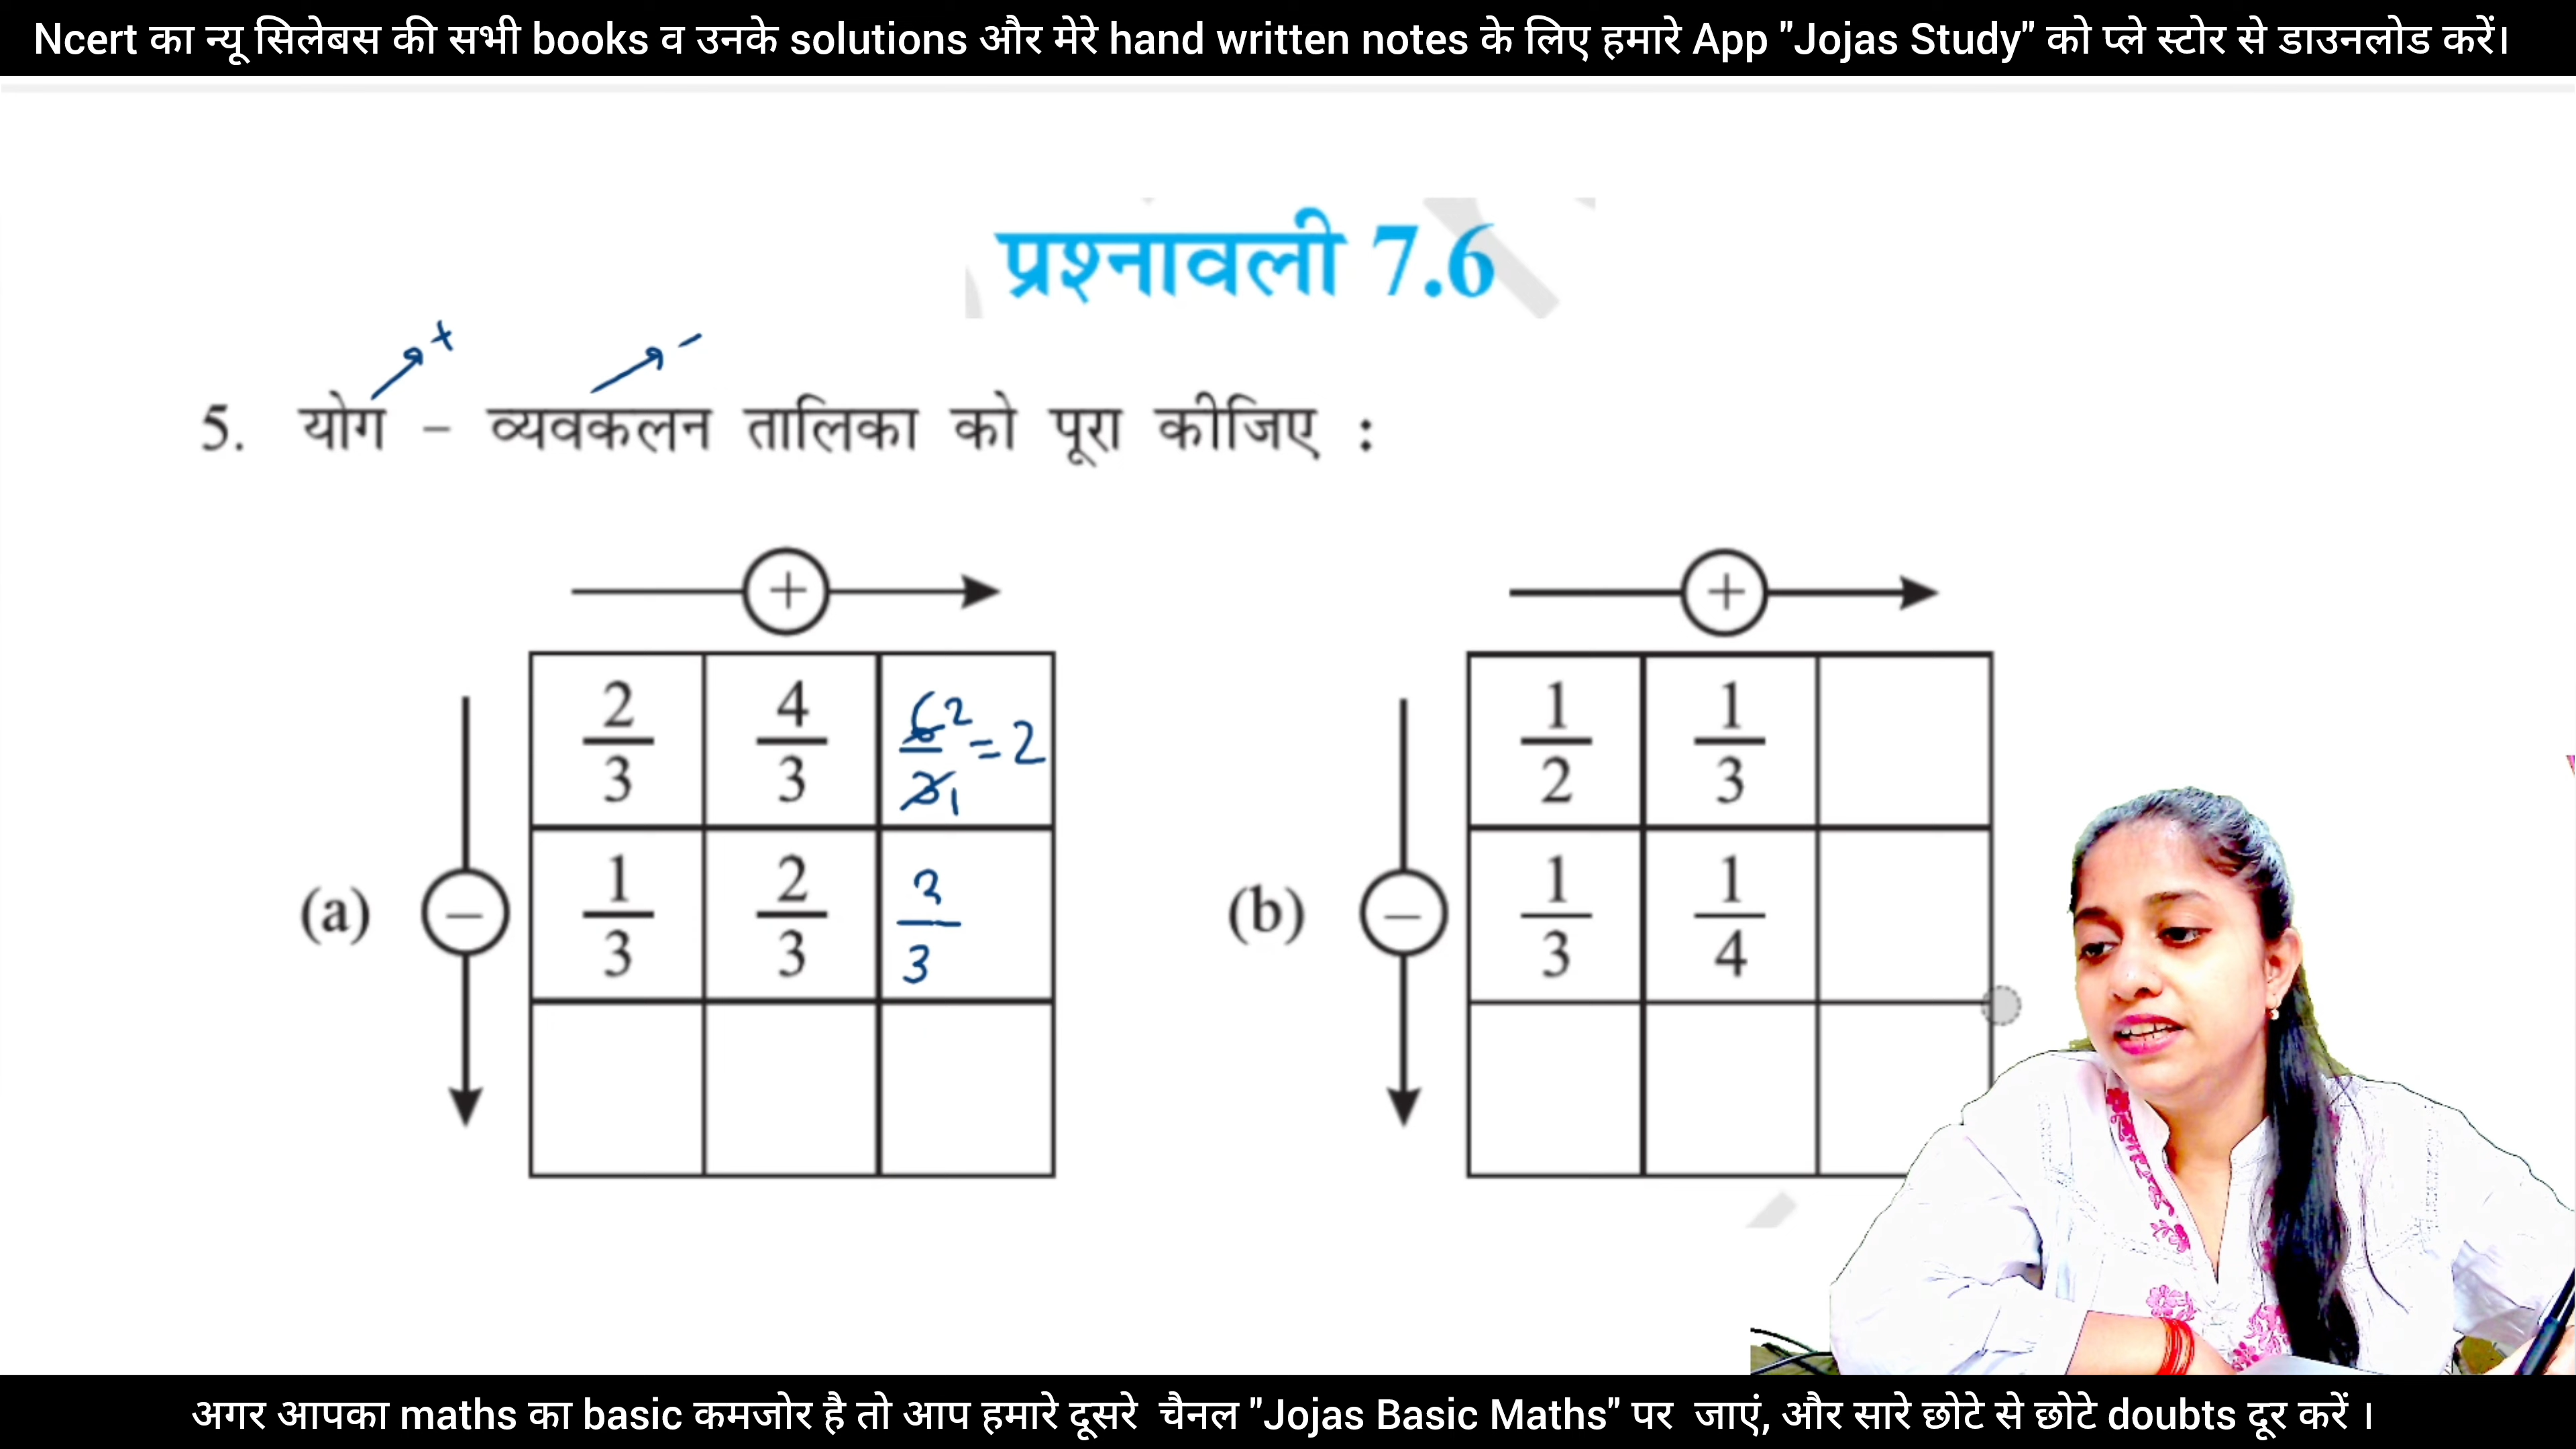 Ncert का न्यू सिलेबस की सभी books व उनके solutions और मेरे hand written notes के लिए हमारे App "Jojas Study" को प्ले स्टोर से डाउनलोड करें।
प्रश्नावली 7.6
+ -
5. योग - व्यवकलन तालिका को पूरा कीजिए :
+ +
2/3 4/3 6/3 2 1 = 2
1/2 1/3
(a) - 1/3 2/3 3/3
(b) - 1/3 1/4
अगर आपका maths का basic कमजोर है तो आप हमारे दूसरे चैनल "Jojas Basic Maths" पर जाएं, और सारे छोटे से छोटे doubts दूर करें ।